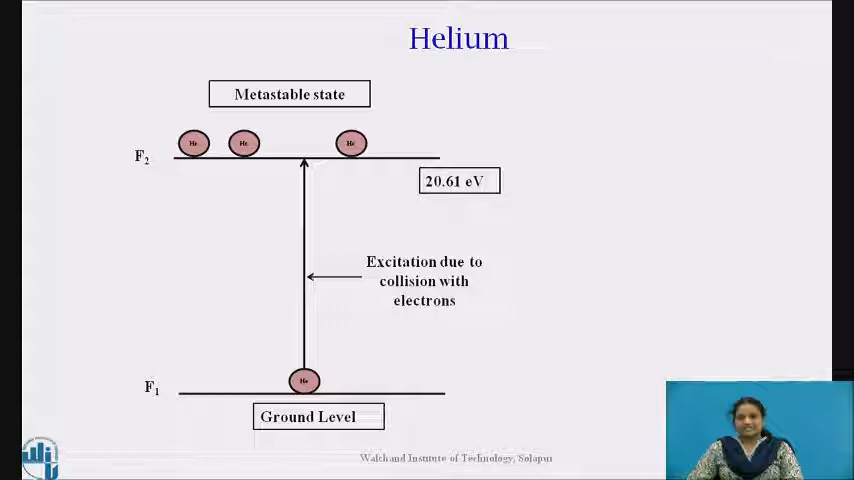 Helium
Metastable state
He
He
He
F2
20.61 eV
Excitation due to
collision with
electrons
He
F1
Ground Level
Walchand Institute of Technology, Solapur